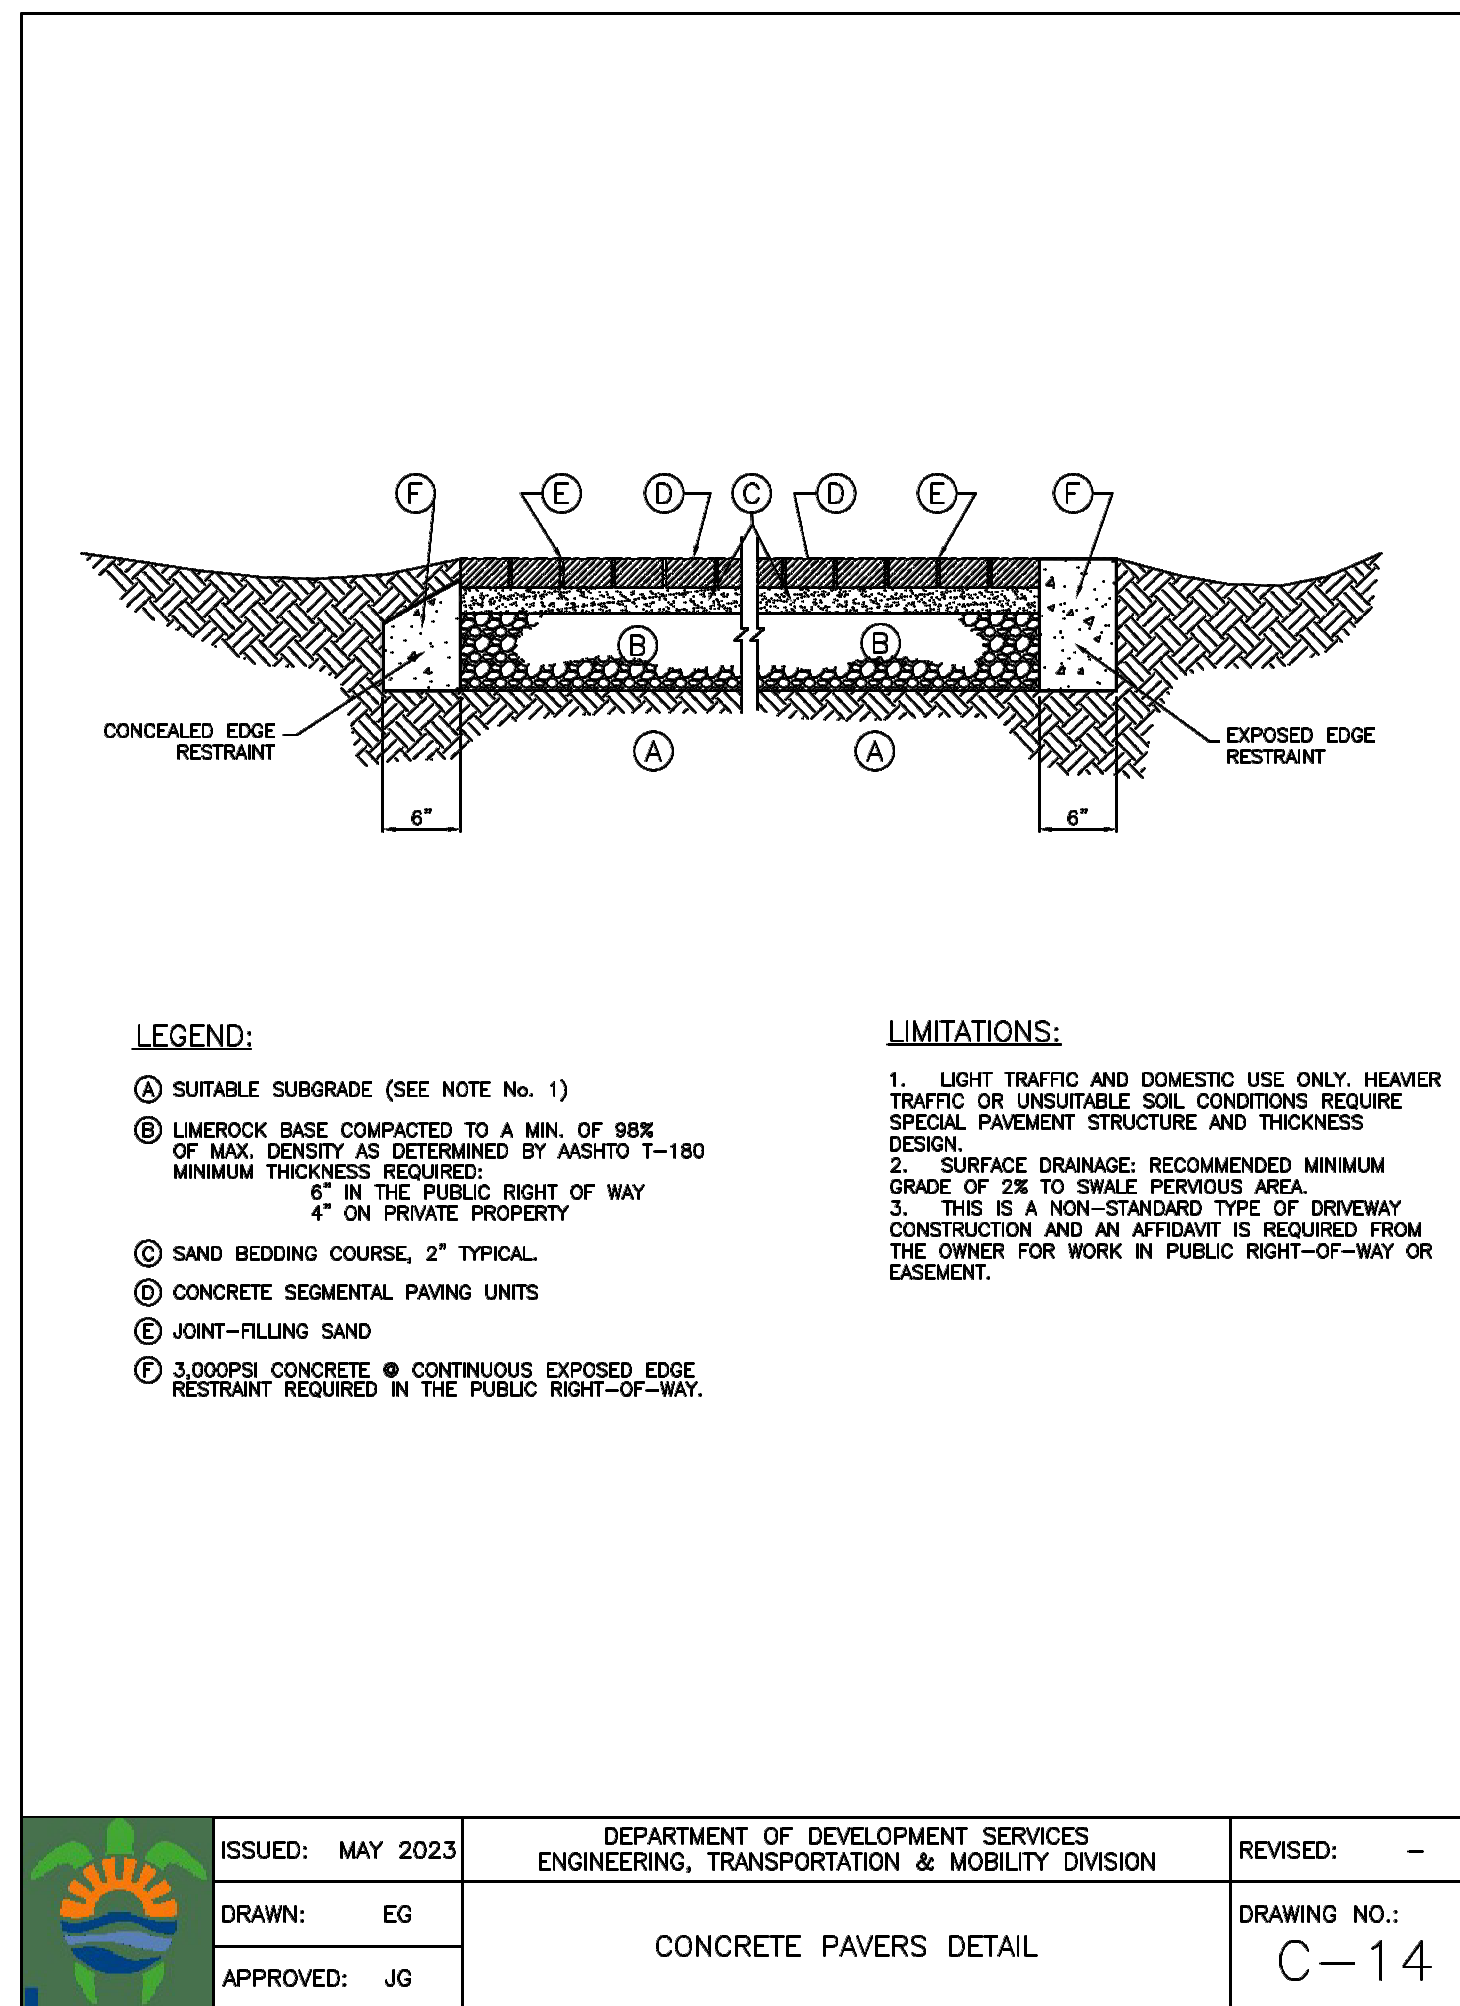 F E D C D E F
B B
CONCEALED EDGE
RESTRAINT
A A
EXPOSED EDGE
RESTRAINT
6" 6"
LEGEND:
A SUITABLE SUBGRADE (SEE NOTE No. 1)
B LIMEROCK BASE COMPACTED TO A MIN. OF 98%
OF MAX. DENSITY AS DETERMINED BY AASHTO T-180
MINIMUM THICKNESS REQUIRED:
6" IN THE PUBLIC RIGHT OF WAY
4" ON PRIVATE PROPERTY
C SAND BEDDING COURSE, 2" TYPICAL.
D CONCRETE SEGMENTAL PAVING UNITS
E JOINT-FILLING SAND
F 3,000PSI CONCRETE @ CONTINUOUS EXPOSED EDGE
RESTRAINT REQUIRED IN THE PUBLIC RIGHT-OF-WAY.
LIMITATIONS:
1. LIGHT TRAFFIC AND DOMESTIC USE ONLY. HEAVIER
TRAFFIC OR UNSUITABLE SOIL CONDITIONS REQUIRE
SPECIAL PAVEMENT STRUCTURE AND THICKNESS
DESIGN.
2. SURFACE DRAINAGE: RECOMMENDED MINIMUM
GRADE OF 2% TO SWALE PERVIOUS AREA.
3. THIS IS A NON-STANDARD TYPE OF DRIVEWAY
CONSTRUCTION AND AN AFFIDAVIT IS REQUIRED FROM
THE OWNER FOR WORK IN PUBLIC RIGHT-OF-WAY OR
EASEMENT.
ISSUED: MAY 2023
DRAWN: EG
APPROVED: JG
DEPARTMENT OF DEVELOPMENT SERVICES
ENGINEERING, TRANSPORTATION & MOBILITY DIVISION
CONCRETE PAVERS DETAIL
REVISED: -
DRAWING NO.:
C-14